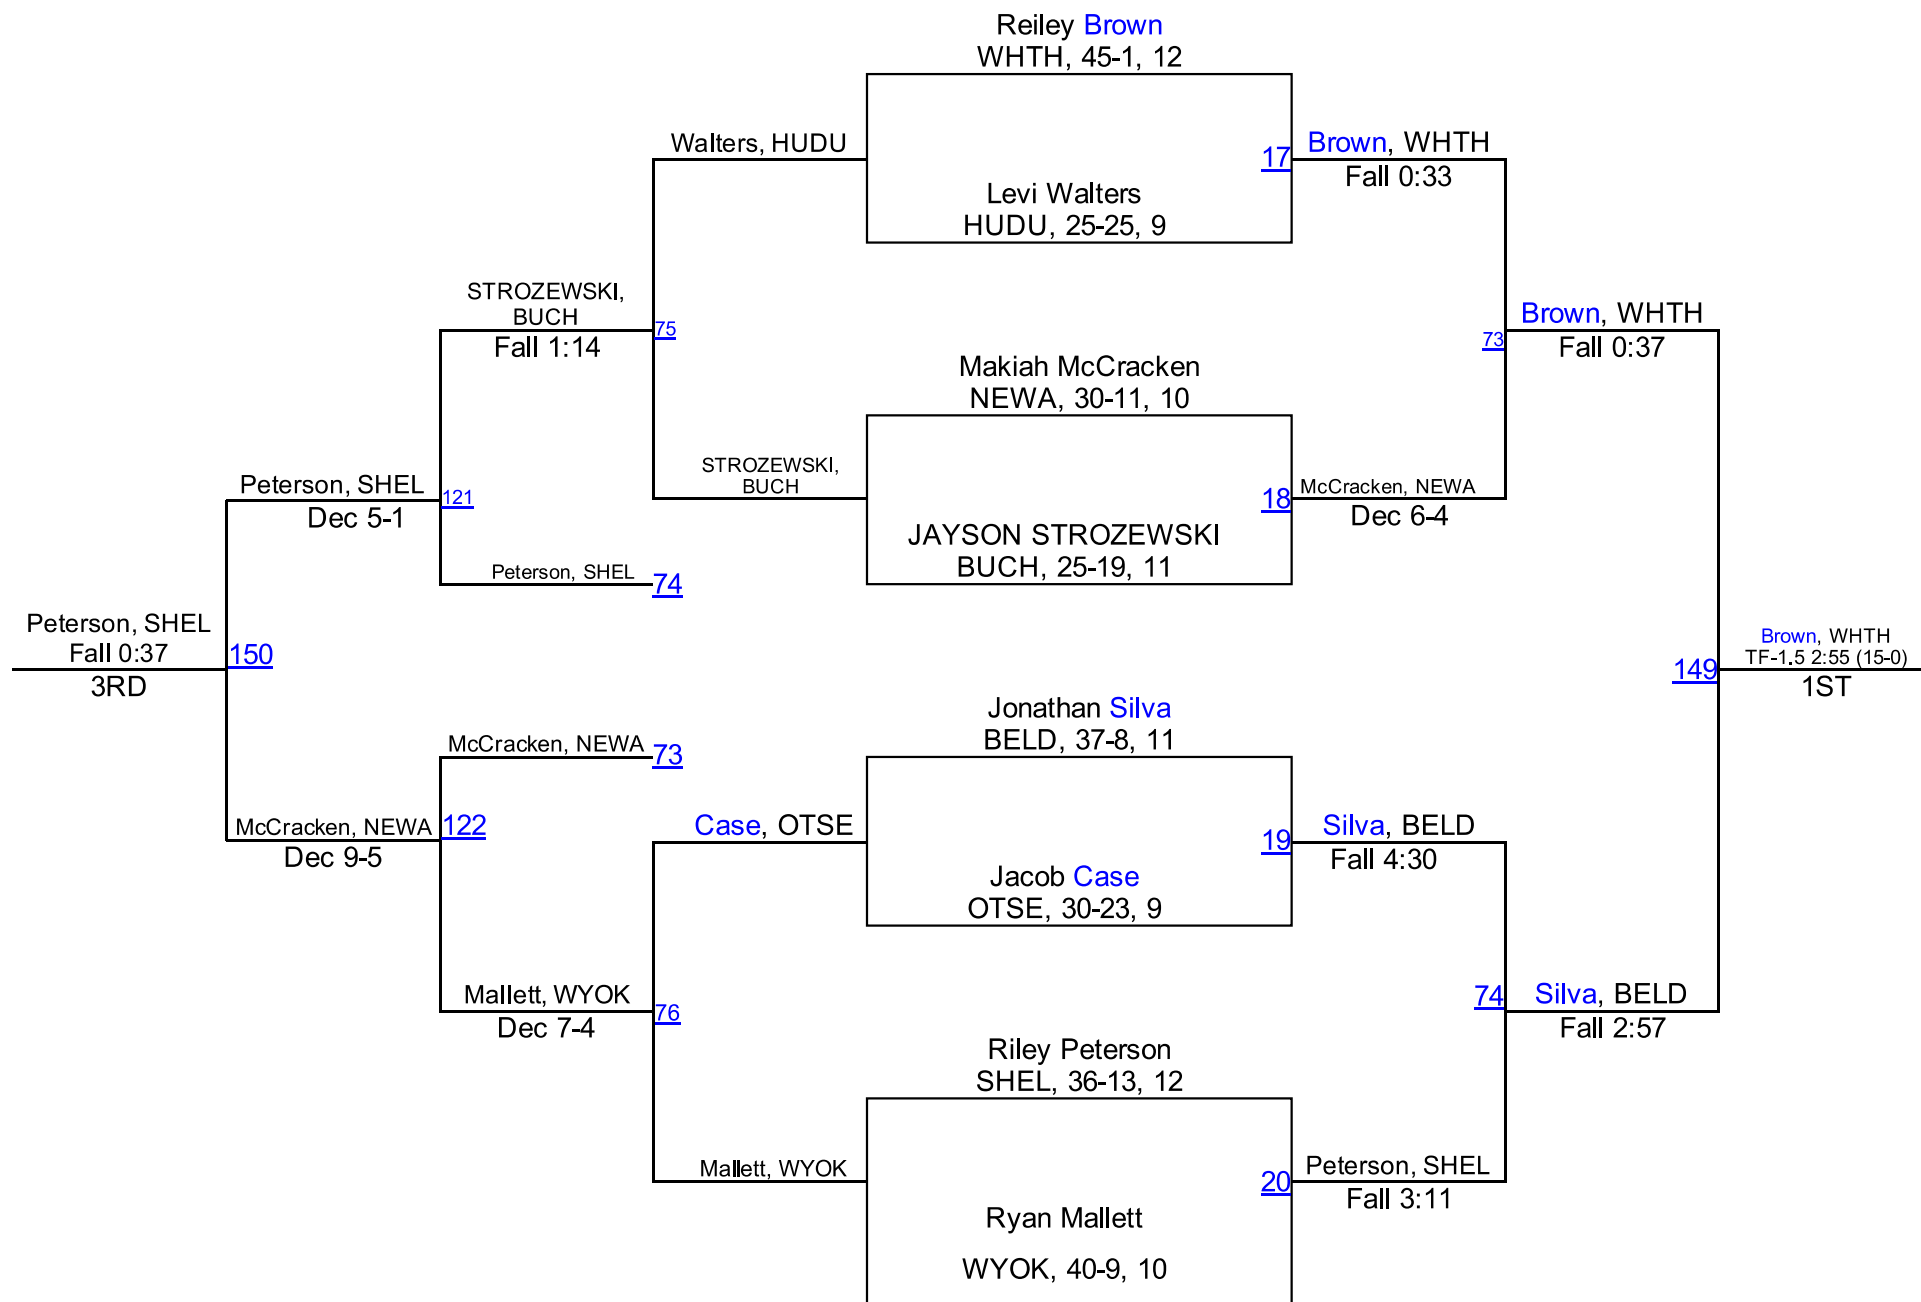 Reiley Brown
WHTH, 45-1, 12
Walters, HUDU
17
Brown, WHTH
Fall 0:33
Levi Walters
HUDU, 25-25, 9
STROZEWSKI,
BUCH
Fall 1:14
75
73
Brown, WHTH
Fall 0:37
Makiah McCracken
NEWA, 30-11, 10
STROZEWSKI,
BUCH
18
McCracken, NEWA
Dec 6-4
Peterson, SHEL
Dec 5-1
121
JAYSON STROZEWSKI
BUCH, 25-19, 11
Peterson, SHEL
74
Peterson, SHEL
Fall 0:37
3RD
150
149
Brown, WHTH
TF-1.5 2:55 (15-0)
1ST
Jonathan Silva
BELD, 37-8, 11
McCracken, NEWA
73
McCracken, NEWA
Dec 9-5
122
Case, OTSE
19
Silva, BELD
Fall 4:30
Jacob Case
OTSE, 30-23, 9
Mallett, WYOK
Dec 7-4
76
74
Silva, BELD
Fall 2:57
Riley Peterson
SHEL, 36-13, 12
Mallett, WYOK
20
Peterson, SHEL
Fall 3:11
Ryan Mallett
WYOK, 40-9, 10